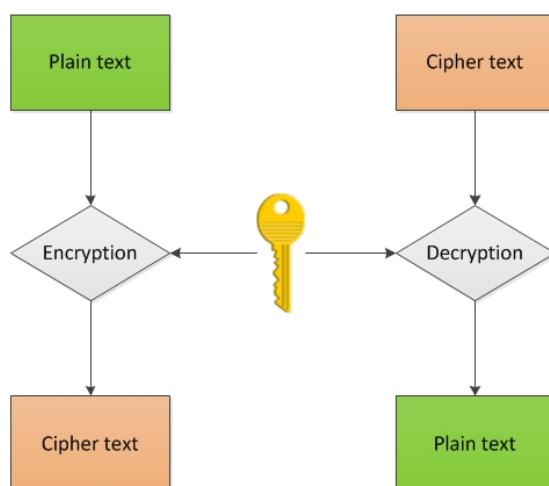 Plain text
Cipher text
Encryption
Decryption
Cipher text
Plain text